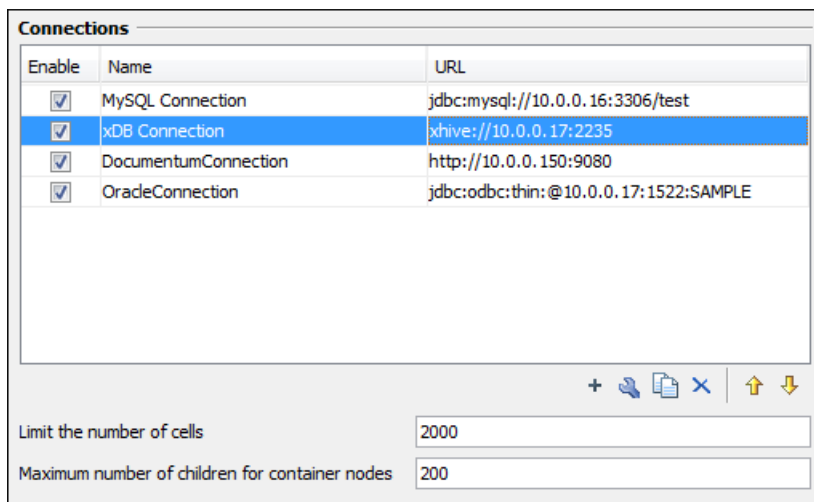 Connections
Enable Name URL
MySQL Connection jdbc:mysql://10.0.0.16:3306/test
xDB Connection xhive://10.0.0.17:2235
DocumentumConnection http://10.0.0.150:9080
OracleConnection jdbc:odbc:thin:@10.0.0.17:1522:SAMPLE
Limit the number of cells 2000
Maximum number of children for container nodes 200